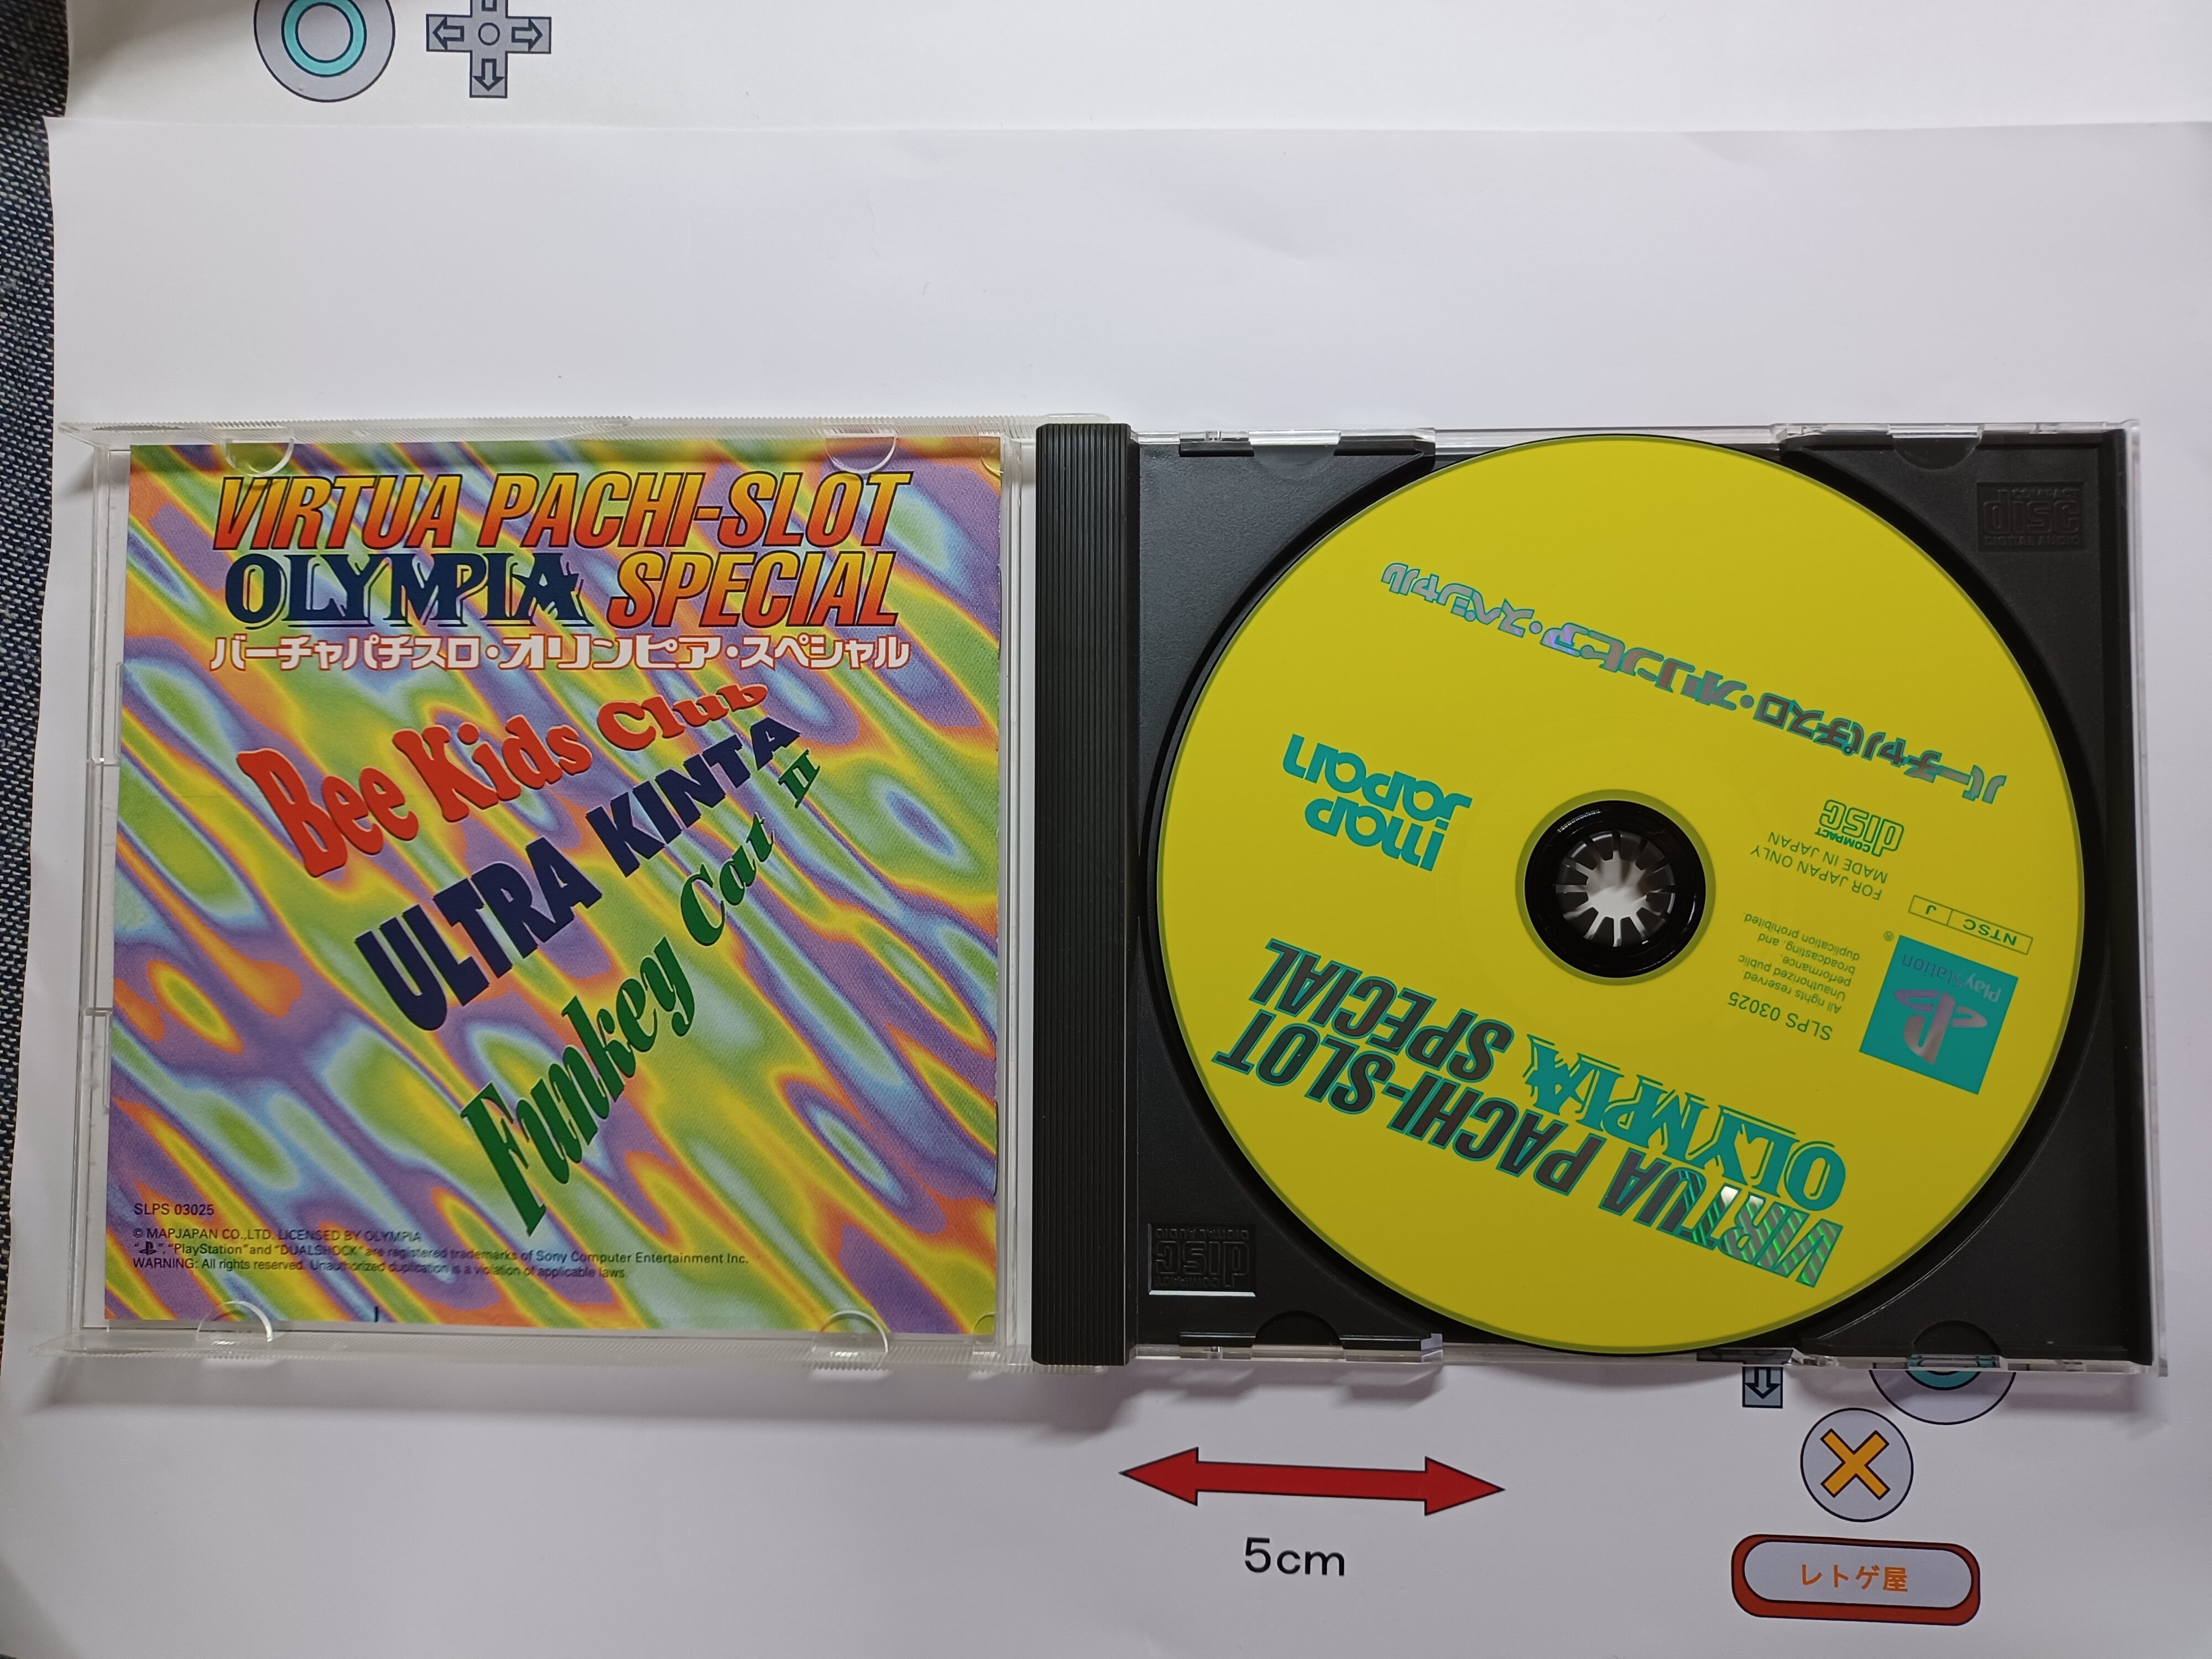 VIRTUA PACHI-SLOT
OLYMPIA SPECIAL
バーチャパチスロ・オリンピア・スペシャル
Bee Kids Club
ULTRA KINTA
Funkey Cat II
SLPS 03025
© MAPJAPAN CO.,LTD. LICENSED BY OLYMPIA
"PlayStation" and "DUALSHOCK" are registered trademarks of Sony Computer Entertainment Inc.
WARNING: All rights reserved. Unauthorized duplication is a violation of applicable laws.
VIRTUA PACHI-SLOT
OLYMPIA SPECIAL
PlayStation
®
NTSC J
SLPS 03025
All rights reserved
Unauthorized public
performance,
broadcasting, and
duplication prohibited
FOR JAPAN ONLY
MADE IN JAPAN
COMPACT
disc
map
japan
バーチャパチスロ・オリンピア・スペシャル
COMPACT
disc
DIGITAL AUDIO
COMPACT
disc
DIGITAL AUDIO
5cm
レトゲ屋